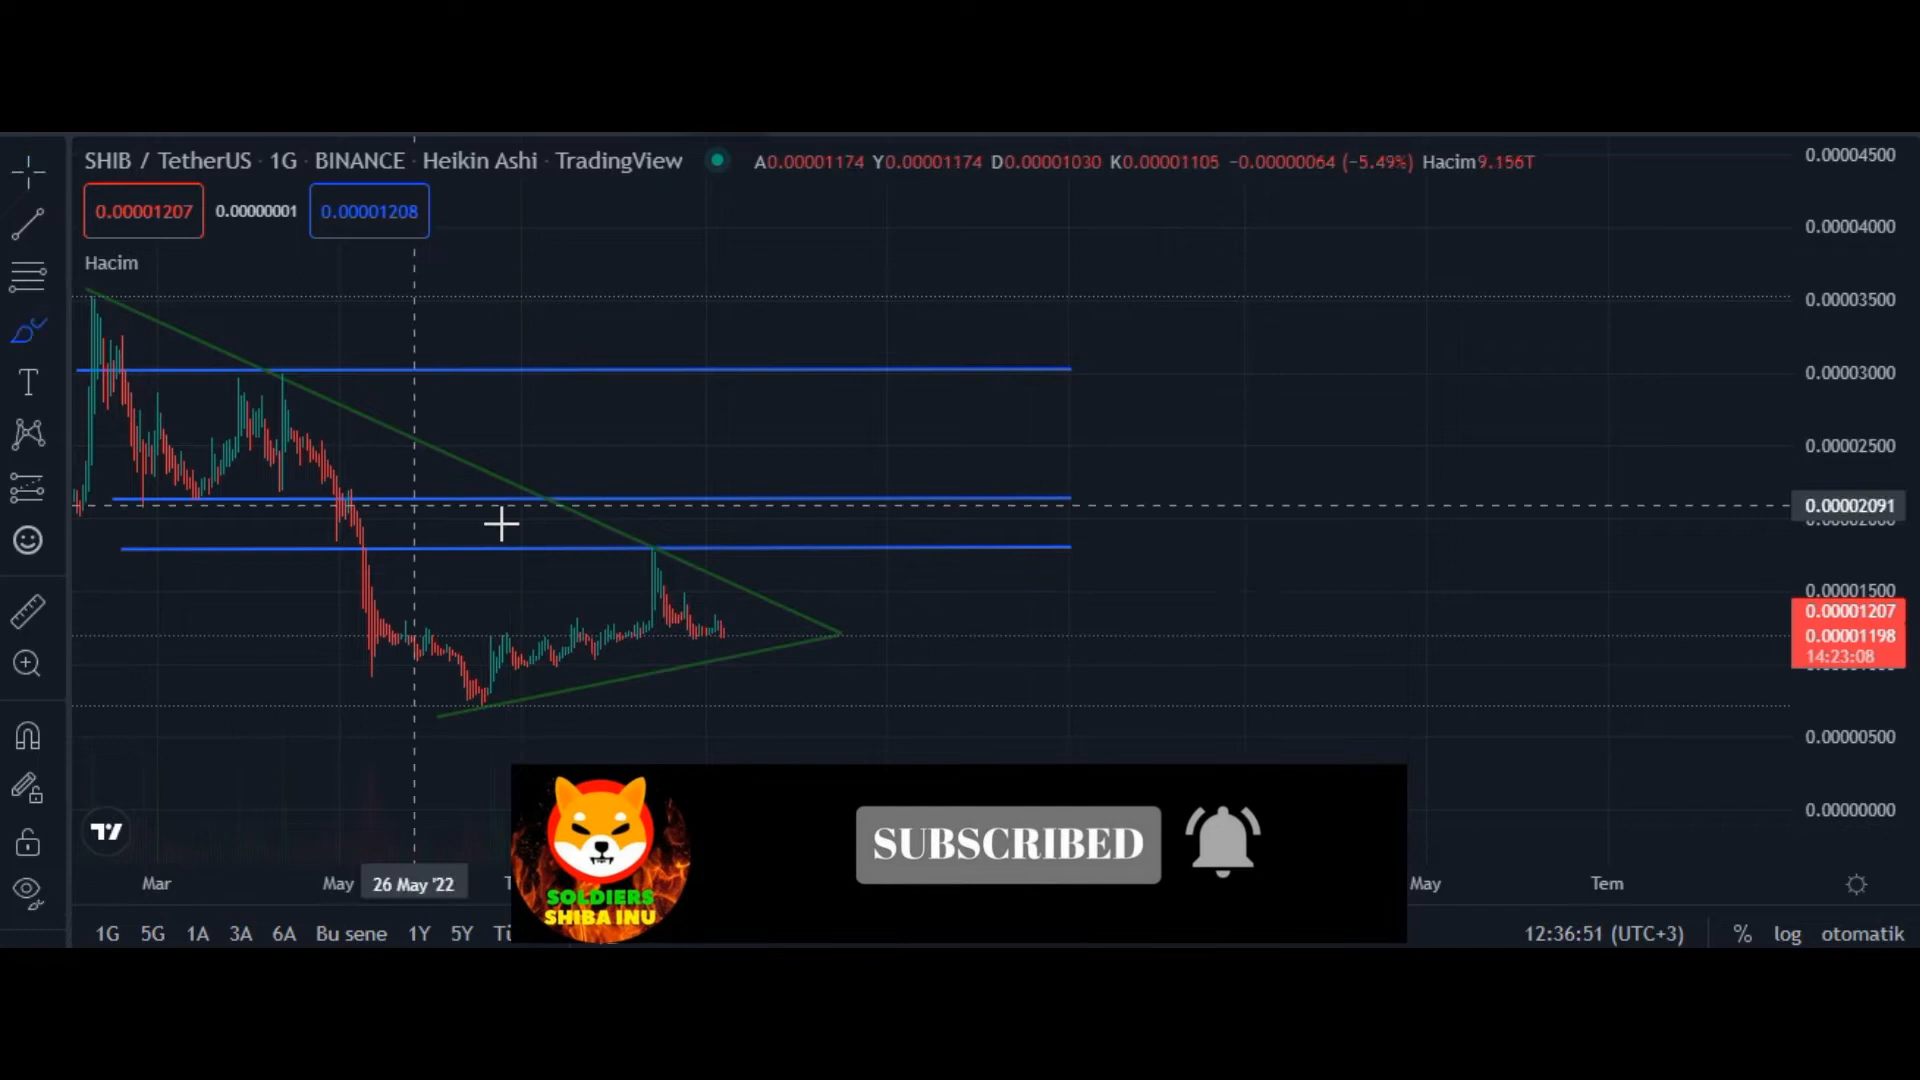 SHIB / TetherUS · 1G · BINANCE · Heikin Ashi · TradingView
A0.00001174 Y0.00001174 D0.00001030 K0.00001105 −0.00000064 (−5.49%) Hacim9.156T
0.00001207 0.00000001 0.00001208
Hacim
0.00004500
0.00004000
0.00003500
0.00003000
0.00002500
0.00002091
0.00001500
0.00001207
0.00001198
14:23:08
0.00000500
0.00000000
SUBSCRIBED
SOLDIERS
SHIBA INU
Mar May 26 May '22 May Tem
1G 5G 1A 3A 6A Bu sene 1Y 5Y
12:36:51 (UTC+3) % log otomatik